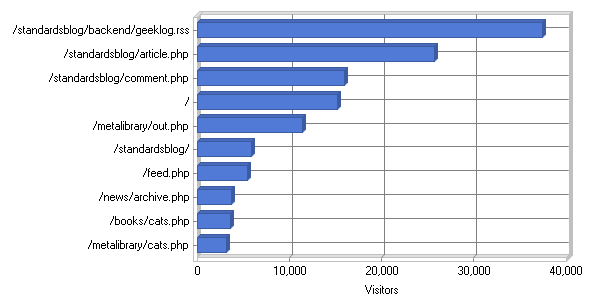 /standardsblog/backend/geeklog.rss
/standardsblog/article.php
/standardsblog/comment.php
/
/metalibrary/out.php
/standardsblog/
/feed.php
/news/archive.php
/books/cats.php
/metalibrary/cats.php
0 10,000 20,000 30,000 40,000
Visitors